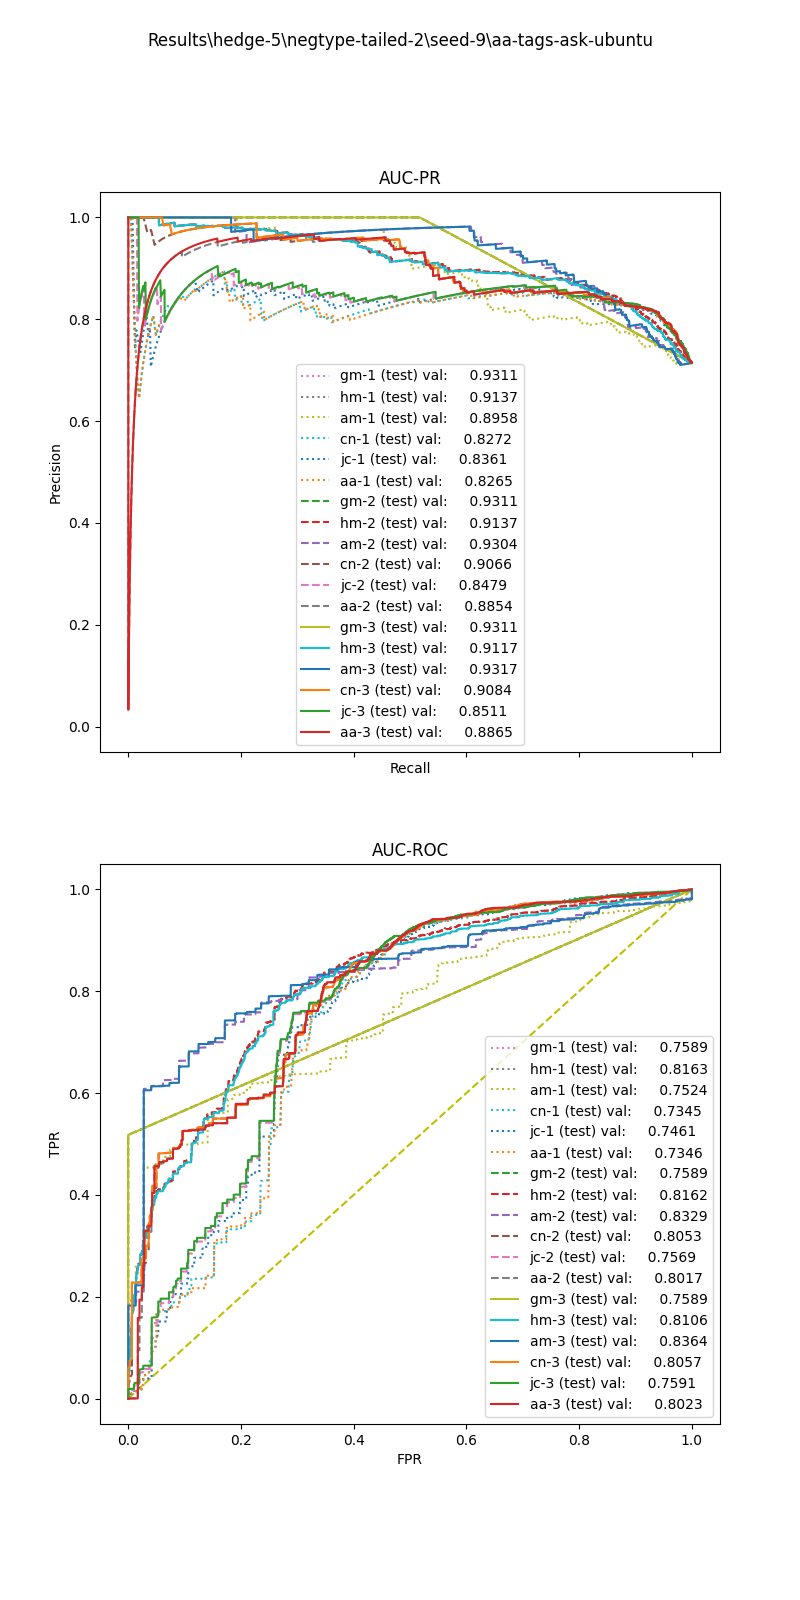 Results\hedge-5\negtype-tailed-2\seed-9\aa-tags-ask-ubuntu
AUC-PR
1.0
0.8
0.6
0.4
0.2
0.0
Precision
gm-1 (test) val: 0.9311
hm-1 (test) val: 0.9137
am-1 (test) val: 0.8958
cn-1 (test) val: 0.8272
jc-1 (test) val: 0.8361
aa-1 (test) val: 0.8265
gm-2 (test) val: 0.9311
hm-2 (test) val: 0.9137
am-2 (test) val: 0.9304
cn-2 (test) val: 0.9066
jc-2 (test) val: 0.8479
aa-2 (test) val: 0.8854
gm-3 (test) val: 0.9311
hm-3 (test) val: 0.9117
am-3 (test) val: 0.9317
cn-3 (test) val: 0.9084
jc-3 (test) val: 0.8511
aa-3 (test) val: 0.8865
Recall
AUC-ROC
1.0
0.8
0.6
0.4
0.2
0.0
TPR
gm-1 (test) val: 0.7589
hm-1 (test) val: 0.8163
am-1 (test) val: 0.7524
cn-1 (test) val: 0.7345
jc-1 (test) val: 0.7461
aa-1 (test) val: 0.7346
gm-2 (test) val: 0.7589
hm-2 (test) val: 0.8162
am-2 (test) val: 0.8329
cn-2 (test) val: 0.8053
jc-2 (test) val: 0.7569
aa-2 (test) val: 0.8017
gm-3 (test) val: 0.7589
hm-3 (test) val: 0.8106
am-3 (test) val: 0.8364
cn-3 (test) val: 0.8057
jc-3 (test) val: 0.7591
aa-3 (test) val: 0.8023
0.0 0.2 0.4 0.6 0.8 1.0
FPR